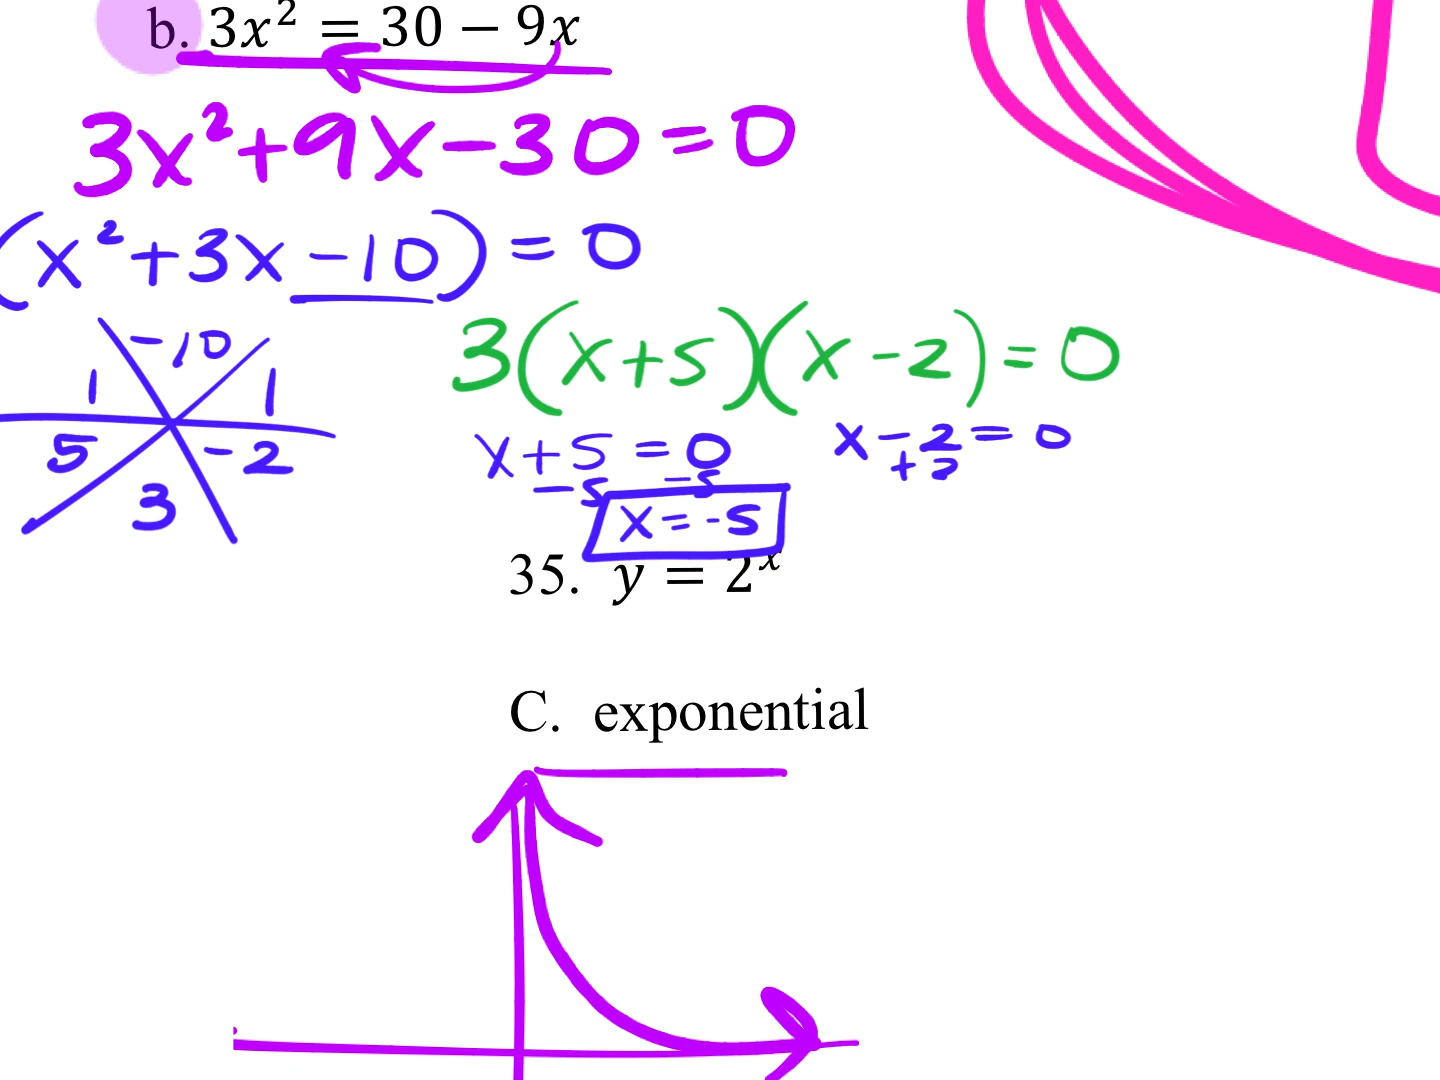 b. 3x² = 30 − 9x
3x²+9x−30=0
(x²+3x−10)=0
3(x+5)(x−2)=0
−10
1 1
5 −2
3
x+5=0 x−2=0
−5 −5 +2
x=−5
35. y = 2ˣ
C. exponential